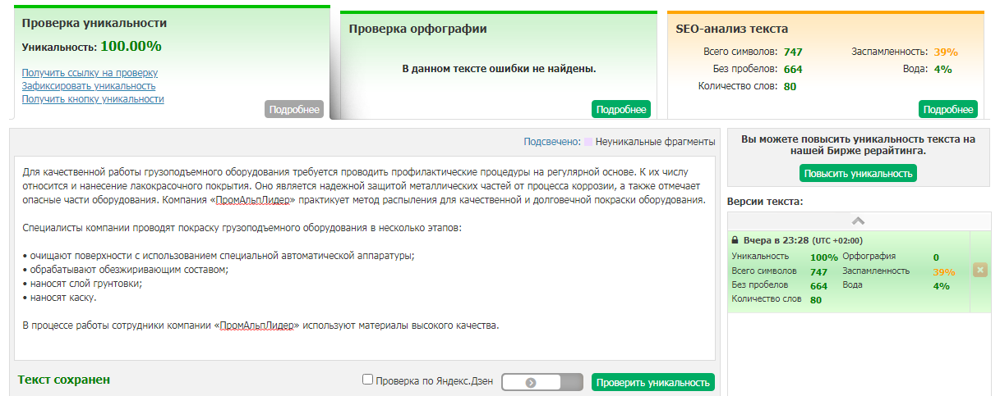 Проверка уникальности
Уникальность: 100.00%
Получить ссылку на проверку
Зафиксировать уникальность
Получить кнопку уникальности
Подробнее
Проверка орфографии
В данном тексте ошибки не найдены.
Подробнее
SEO-анализ текста
Всего символов: 747 Заспамленность: 39%
Без пробелов: 664 Вода: 4%
Количество слов: 80
Подробнее
Подсвечено: Неуникальные фрагменты
Для качественной работы грузоподъемного оборудования требуется проводить профилактические процедуры на регулярной основе. К их числу
относится и нанесение лакокрасочного покрытия. Оно является надежной защитой металлических частей от процесса коррозии, а также отмечает
опасные части оборудования. Компания «ПромАльпЛидер» практикует метод распыления для качественной и долговечной покраски оборудования.
Специалисты компании проводят покраску грузоподъемного оборудования в несколько этапов:
• очищают поверхности с использованием специальной автоматической аппаратуры;
• обрабатывают обезжиривающим составом;
• наносят слой грунтовки;
• наносят каску.
В процессе работы сотрудники компании «ПромАльпЛидер» используют материалы высокого качества.
Текст сохранен
Проверка по Яндекс.Дзен
Проверить уникальность
Вы можете повысить уникальность текста на
нашей Бирже рерайтинга.
Повысить уникальность
Версии текста:
Вчера в 23:28 (UTC +02:00)
Уникальность 100% Орфография 0
Всего символов 747 Заспамленность 39%
Без пробелов 664 Вода 4%
Количество слов 80